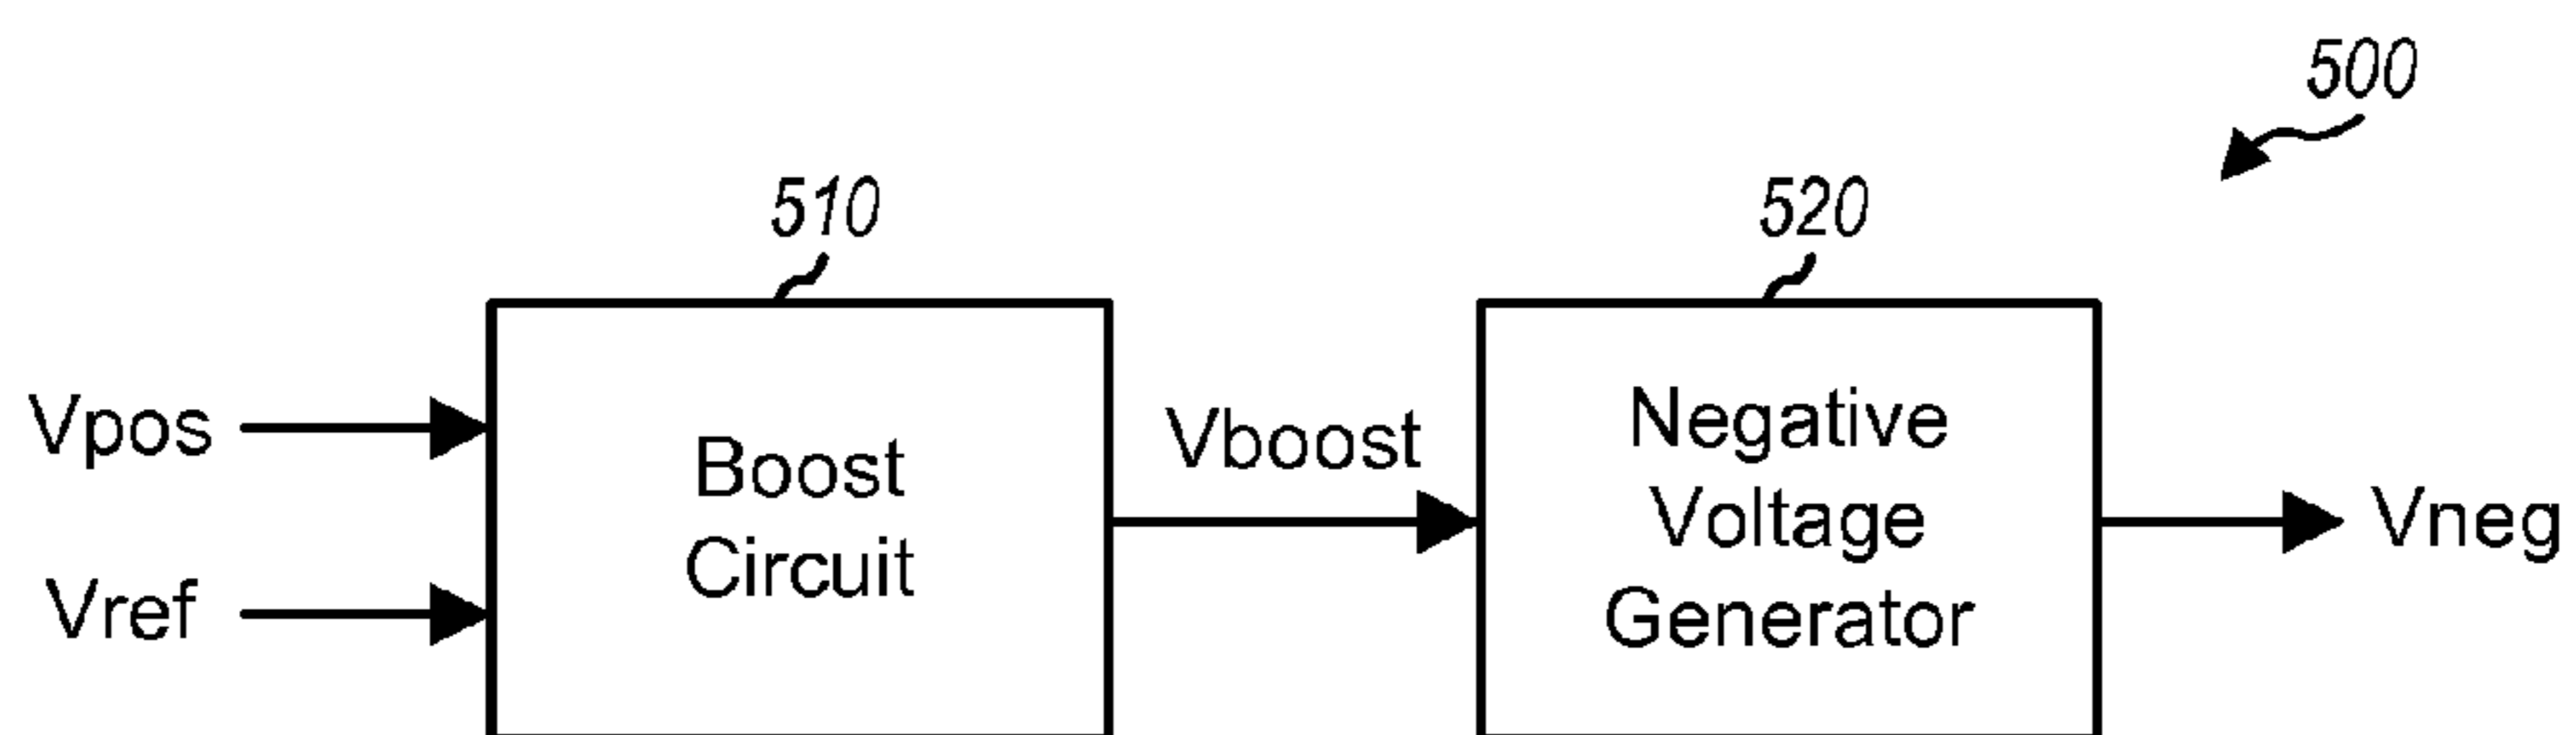 500
510
520
Vpos
Vref
Boost
Circuit
Vboost
Negative
Voltage
Generator
Vneg